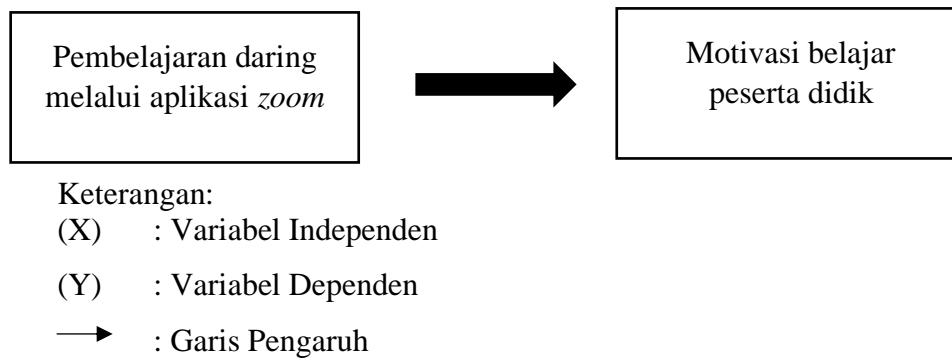 Pembelajaran daring
melalui aplikasi zoom
Motivasi belajar
peserta didik
Keterangan:
(X) : Variabel Independen
(Y) : Variabel Dependen
: Garis Pengaruh